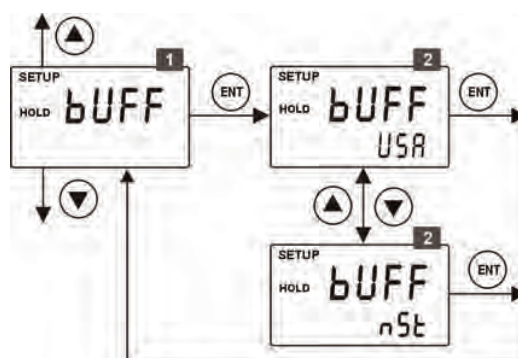 1
SETUP
HOLD bUFF
ENT
2
SETUP
HOLD bUFF
USA
ENT
2
SETUP
HOLD bUFF
nSt
ENT